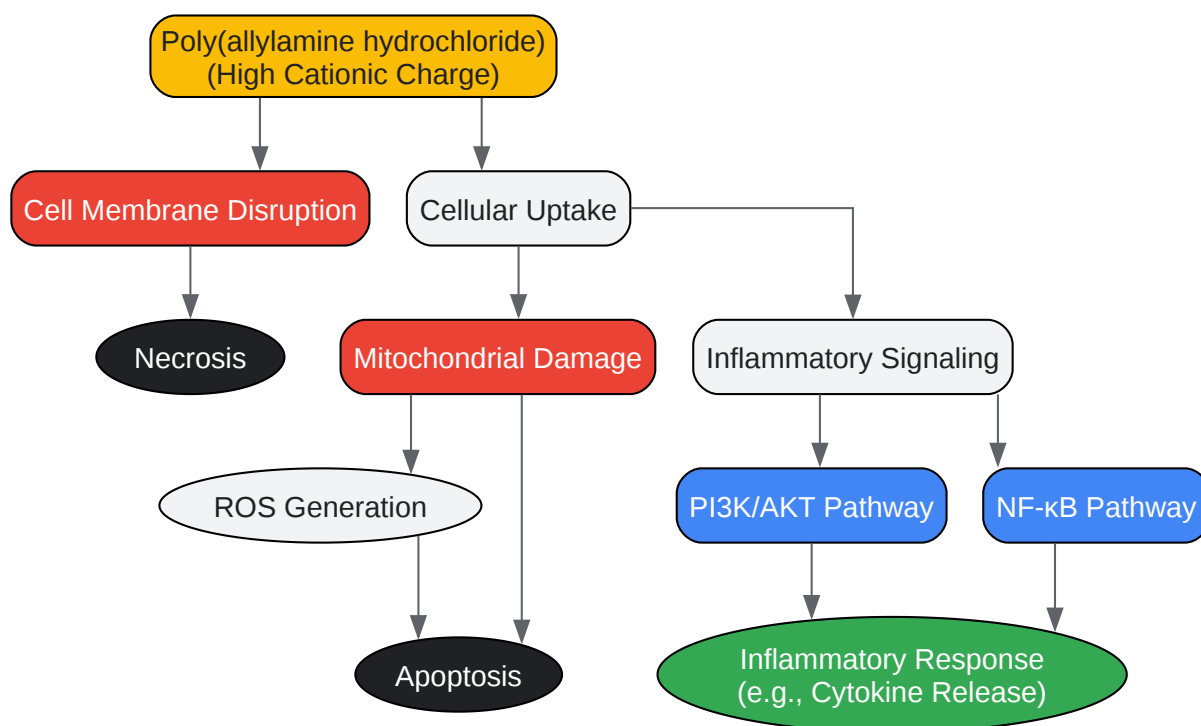 Poly(allylamine hydrochloride)
(High Cationic Charge)
Cell Membrane Disruption
Cellular Uptake
Necrosis
Mitochondrial Damage
Inflammatory Signaling
ROS Generation
PI3K/AKT Pathway
NF-κB Pathway
Apoptosis
Inflammatory Response
(e.g., Cytokine Release)